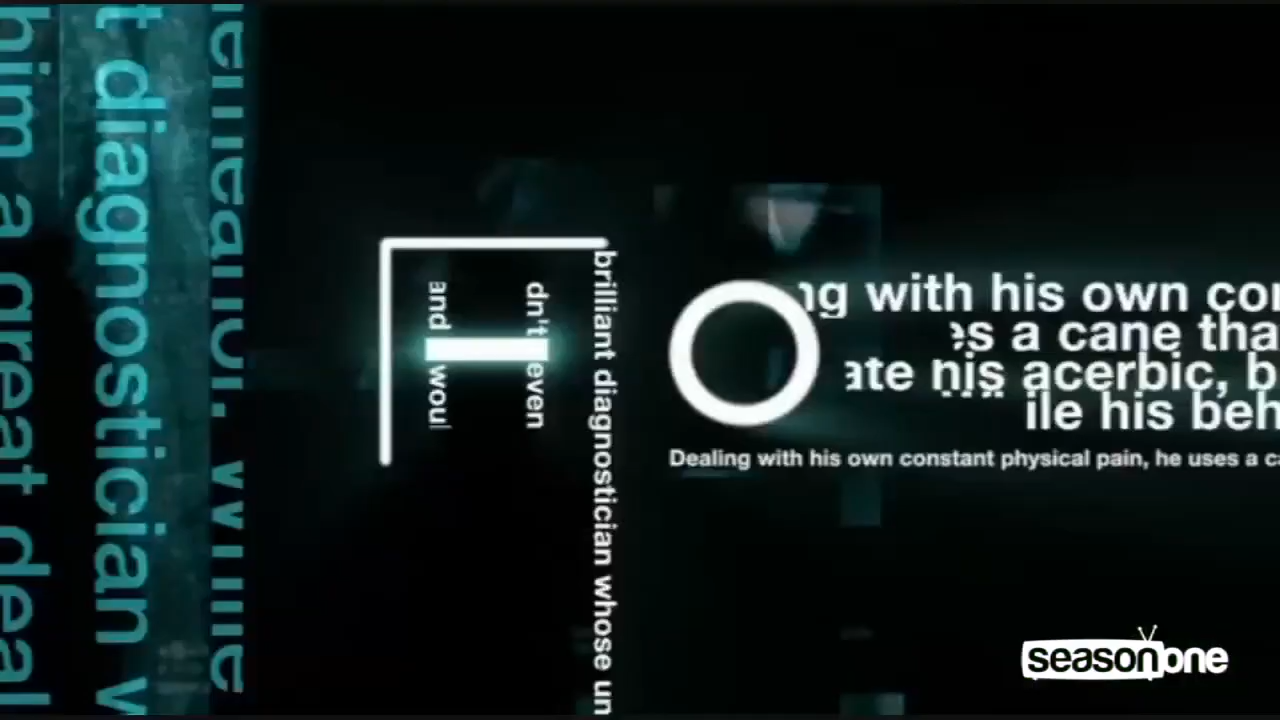 him a great deal
t diagnostician w
and woul
dn't even
brilliant diagnostician whose un
ng with his own con
es a cane tha
ate his acerbic, b
ile his beh
Dealing with his own constant physical pain, he uses a ca
H
O
seasonone